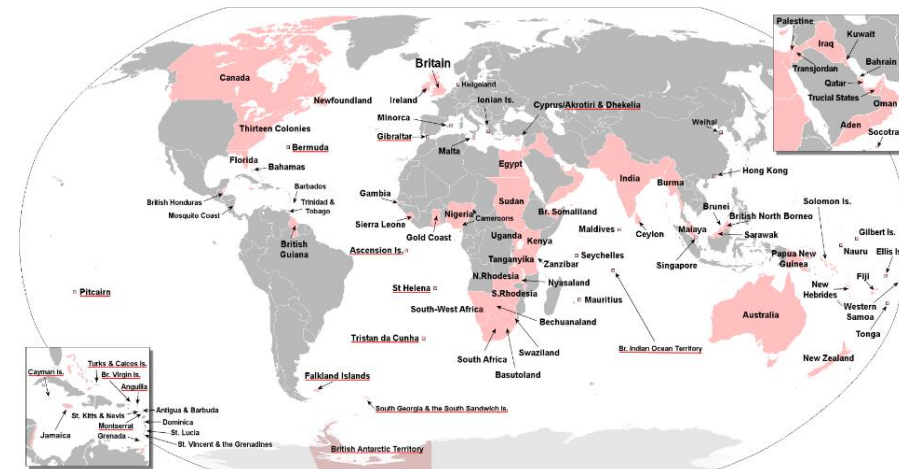 Canada
Newfoundland
Thirteen Colonies
Bermuda
Florida
Bahamas
British Honduras
Mosquito Coast
Barbados
Trinidad &
Tobago
British
Guiana
Pitcairn
Britain
Heligoland
Ireland
Ionian Is.
Minorca
Gibraltar
Malta
Cyprus/Akrotiri & Dhekelia
Egypt
Gambia
Sierra Leone
Gold Coast
Nigeria
Cameroons
Sudan
Br. Somaliland
Uganda
Kenya
Tanganyika
Zanzibar
N.Rhodesia
Nyasaland
S.Rhodesia
South-West Africa
Bechuanaland
Swaziland
South Africa
Basutoland
Ascension Is.
St Helena
Tristan da Cunha
Falkland Islands
South Georgia & the South Sandwich Is.
British Antarctic Territory
Maldives
Seychelles
Mauritius
Br. Indian Ocean Territory
India
Burma
Ceylon
Weihai
Hong Kong
Brunei
British North Borneo
Malaya
Sarawak
Singapore
Papua New
Guinea
Solomon Is.
Gilbert Is.
Nauru
Ellis Is.
Fiji
New
Hebrides
Western
Samoa
Tonga
Australia
New Zealand
Palestine
Iraq
Kuwait
Transjordan
Bahrain
Qatar
Trucial States
Oman
Aden
Socotra
Turks & Caicos Is.
Cayman Is.
Br. Virgin Is.
Anguilla
St. Kitts & Nevis
Antigua & Barbuda
Montserrat
Dominica
Jamaica
Grenada
St. Lucia
St. Vincent & the Grenadines